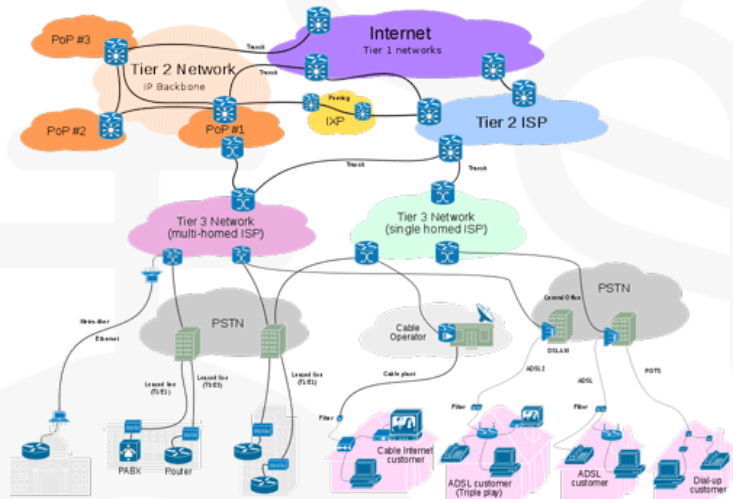 PoP #3
Internet
Tier 1 networks
Transit
Tier 2 Network
IP Backbone
Transit
Peering
IXP
PoP #2
PoP #1
Tier 2 ISP
Transit
Transit
Tier 3 Network
(multi-homed ISP)
Tier 3 Network
(single homed ISP)
PSTN
Central Office
PSTN
Cable
Operator
DSLAM
Metro-fiber
Ethernet
Leased line
(T1/E1)
Leased line
(T3/E3)
Leased line
(T1/E1)
Cable plant
ADSL2
ADSL
POTS
Filter
Filter
Filter
PABX
Router
Cable Internet
customer
ADSL customer
(Triple play)
ADSL
customer
Dial-up
customer